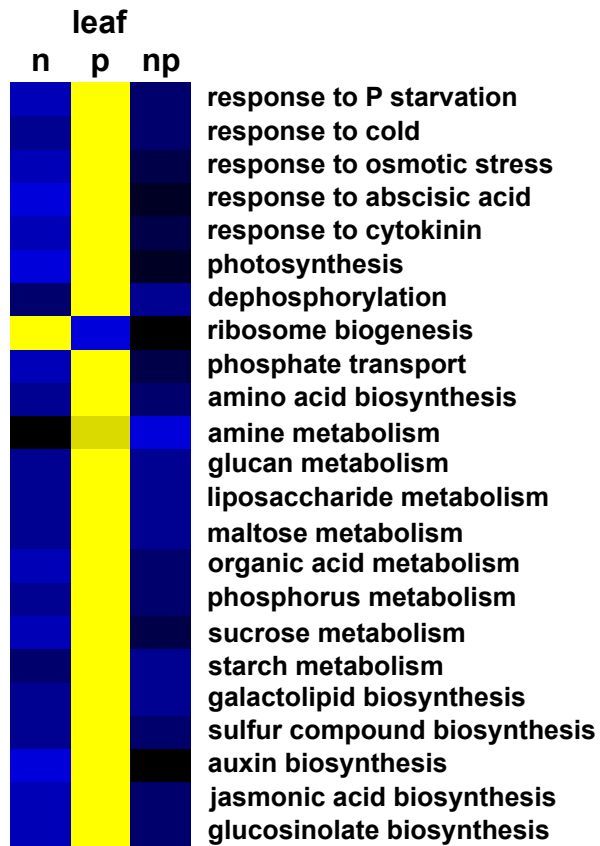 leaf
n p np
response to P starvation
response to cold
response to osmotic stress
response to abscisic acid
response to cytokinin
photosynthesis
dephosphorylation
ribosome biogenesis
phosphate transport
amino acid biosynthesis
amine metabolism
glucan metabolism
liposaccharide metabolism
maltose metabolism
organic acid metabolism
phosphorus metabolism
sucrose metabolism
starch metabolism
galactolipid biosynthesis
sulfur compound biosynthesis
auxin biosynthesis
jasmonic acid biosynthesis
glucosinolate biosynthesis